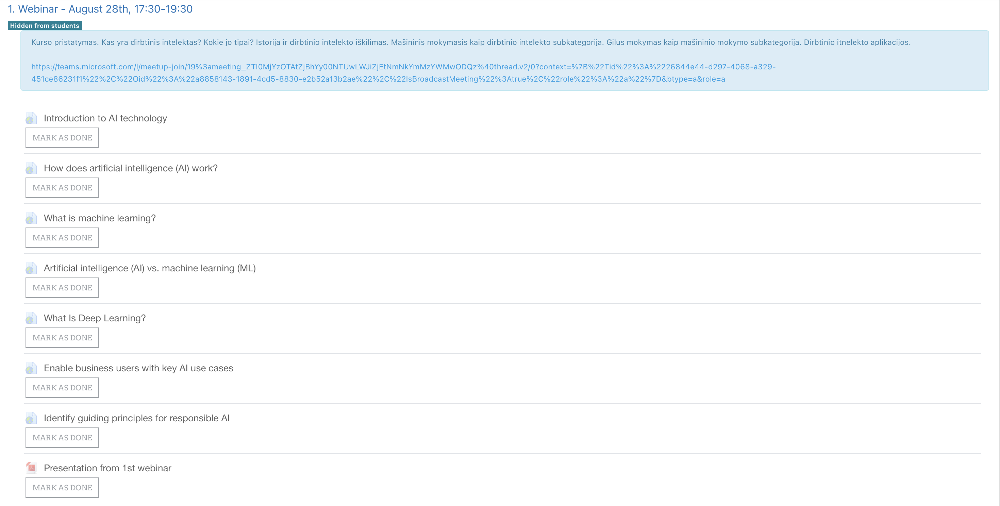 1. Webinar - August 28th, 17:30-19:30
Hidden from students
Kurso pristatymas. Kas yra dirbtinis intelektas? Kokie jo tipai? Istorija ir dirbtinio intelekto iškilimas. Mašininis mokymasis kaip dirbtinio intelekto subkategorija. Gilus mokymas kaip mašininio mokymo subkategorija. Dirbtinio itnelekto aplikacijos.
https://teams.microsoft.com/l/meetup-join/19%3ameeting_ZTI0MjYzOTAtZjBhYy00NTUwLWJiZjEtNmNkYmMzYWMwODQz%40thread.v2/0?context=%7B%22Tid%22%3A%2226844e44-d297-4068-a329-
451ce86231f1%22%2C%22Oid%22%3A%22a8858143-1891-4cd5-8830-e2b52a13b2ae%22%2C%22IsBroadcastMeeting%22%3Atrue%2C%22role%22%3A%22a%22%7D&btype=a&role=a
Introduction to AI technology
MARK AS DONE
How does artificial intelligence (AI) work?
MARK AS DONE
What is machine learning?
MARK AS DONE
Artificial intelligence (AI) vs. machine learning (ML)
MARK AS DONE
What Is Deep Learning?
MARK AS DONE
Enable business users with key AI use cases
MARK AS DONE
Identify guiding principles for responsible AI
MARK AS DONE
Presentation from 1st webinar
MARK AS DONE